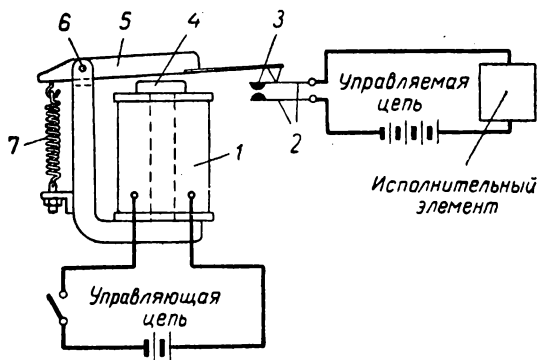 6
5
4
3
7
1
2
Управляемая
цепь
Исполнительный
элемент
Управляющая
цепь